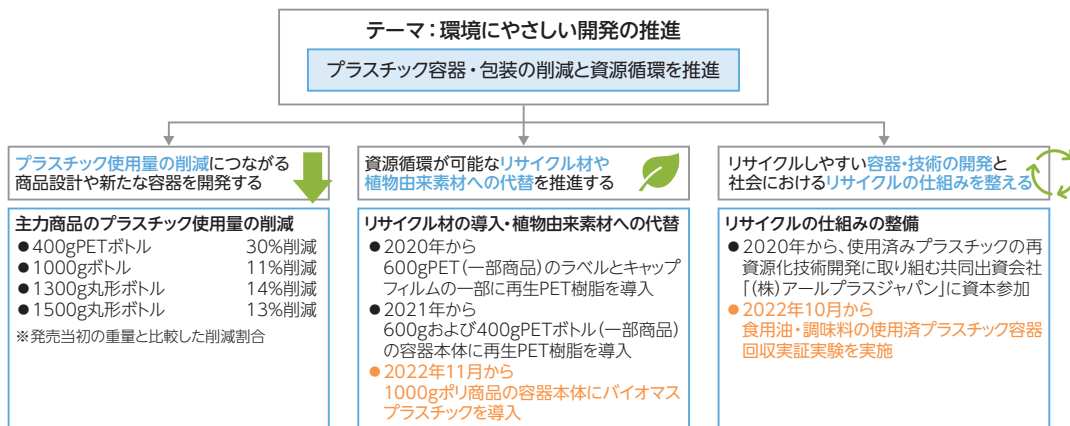 テーマ：環境にやさしい開発の推進
プラスチック容器・包装の削減と資源循環を推進
プラスチック使用量の削減につながる
商品設計や新たな容器を開発する
主力商品のプラスチック使用量の削減
●400gPETボトル 30%削減
●1000gボトル 11%削減
●1300g丸形ボトル 14%削減
●1500g丸形ボトル 13%削減
※発売当初の重量と比較した削減割合
資源循環が可能なリサイクル材や
植物由来素材への代替を推進する
リサイクル材の導入・植物由来素材への代替
●2020年から
600gPET(一部商品)のラベルとキャップ
フィルムの一部に再生PET樹脂を導入
●2021年から
600gおよび400gPETボトル(一部商品)
の容器本体に再生PET樹脂を導入
●2022年11月から
1000gポリ商品の容器本体にバイオマス
プラスチックを導入
リサイクルしやすい容器・技術の開発と
社会におけるリサイクルの仕組みを整える
リサイクルの仕組みの整備
●2020年から、使用済みプラスチックの再
資源化技術開発に取り組む共同出資会社
「(株)アールプラスジャパン」に資本参加
●2022年10月から
食用油・調味料の使用済プラスチック容器
回収実証実験を実施